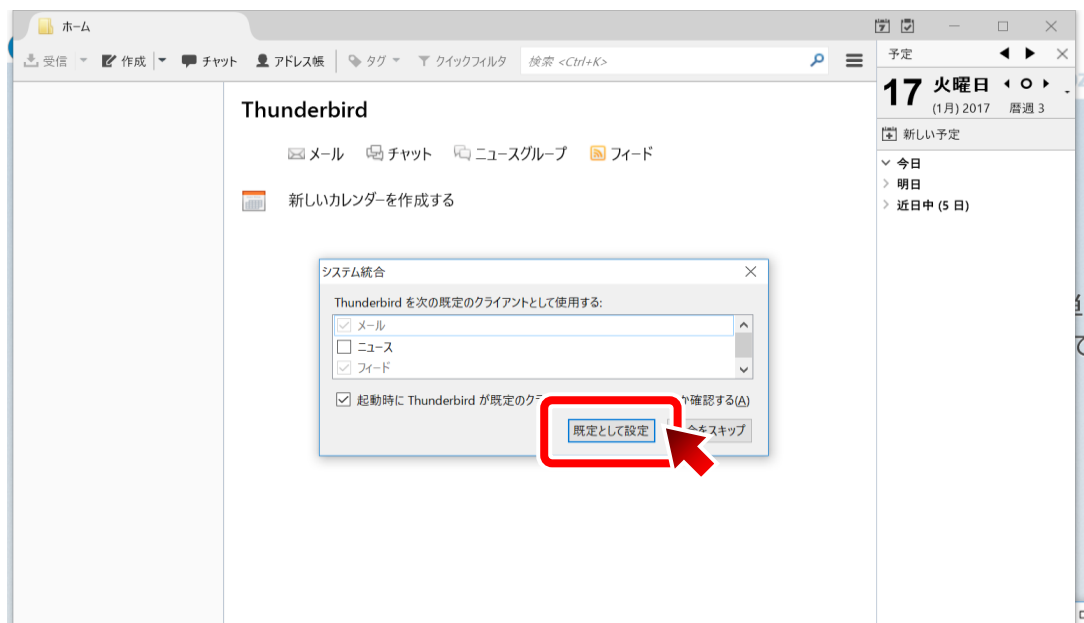 ホーム
受信 作成 チャット アドレス帳 タグ クイックフィルタ 検索 <Ctrl+K>
Thunderbird
メール チャット ニュースグループ フィード
新しいカレンダーを作成する
システム統合
Thunderbird を次の既定のクライアントとして使用する:
メール
ニュース
フィード
起動時に Thunderbird が既定のク か確認する(A)
既定として設定 をスキップ
予定
17 火曜日
(1月) 2017 暦週 3
新しい予定
今日
明日
近日中 (5 日)